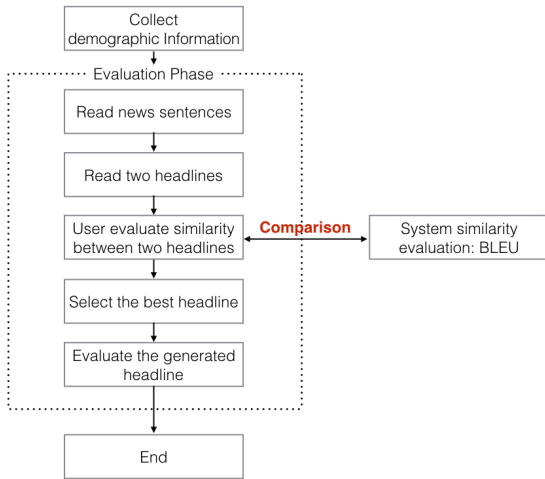 Collect
demographic Information
Evaluation Phase
Read news sentences
Read two headlines
User evaluate similarity
between two headlines
Comparison
System similarity
evaluation: BLEU
Select the best headline
Evaluate the generated
headline
End